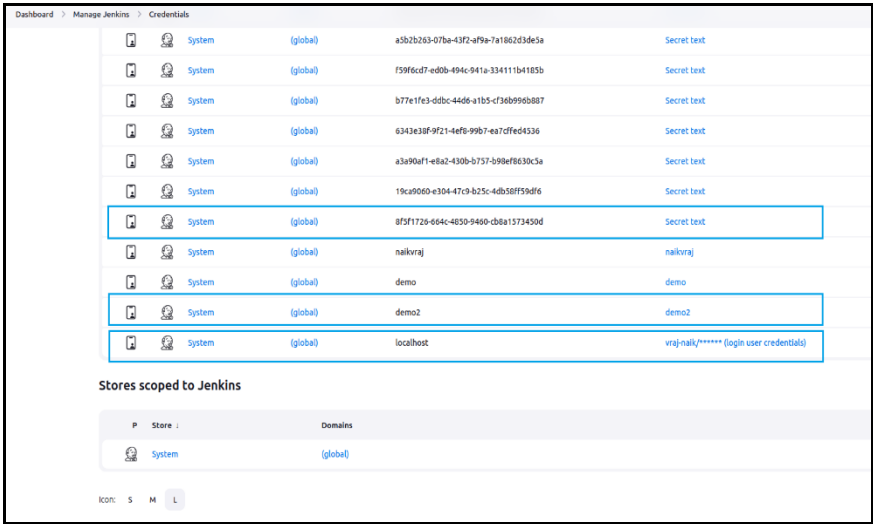 Dashboard > Manage Jenkins > Credentials
System (global) a5b2b263-07ba-43f2-af9a-7a1862d3de5a Secret text
System (global) f59f6cd7-ed0b-494c-941a-334111b4185b Secret text
System (global) b77e1fe3-ddbc-44d6-a1b5-cf36b996b887 Secret text
System (global) 6343e38f-9f21-4ef8-99b7-ea7cffed4536 Secret text
System (global) a3a90af1-e8a2-430b-b757-b98ef8630c5a Secret text
System (global) 19ca9060-e304-47c9-b25c-4db58ff59df6 Secret text
System (global) 8f5f1726-664c-4850-9460-cb8a1573450d Secret text
System (global) naikvraj naikvraj
System (global) demo demo
System (global) demo2 demo2
System (global) localhost vraj-naik/****** (login user credentials)
Stores scoped to Jenkins
P Store ↓ Domains
System (global)
Icon: S M L